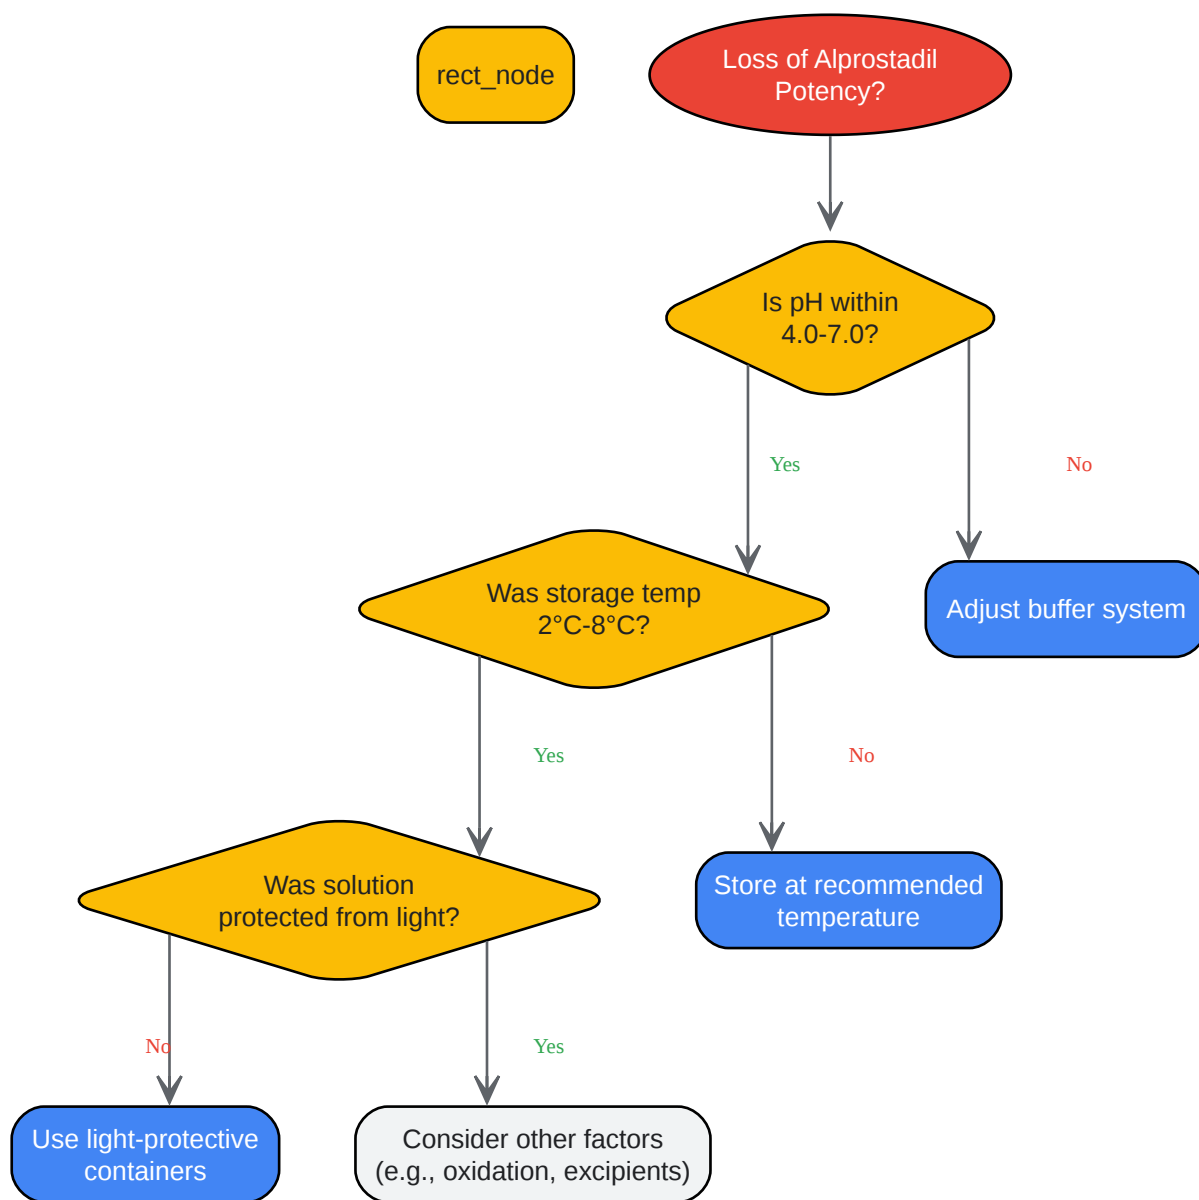 rect_node
Loss of Alprostadil
Potency?
Is pH within
4.0-7.0?
Yes
No
Was storage temp
2°C-8°C?
Adjust buffer system
Yes
No
Was solution
protected from light?
Store at recommended
temperature
No
Yes
Use light-protective
containers
Consider other factors
(e.g., oxidation, excipients)